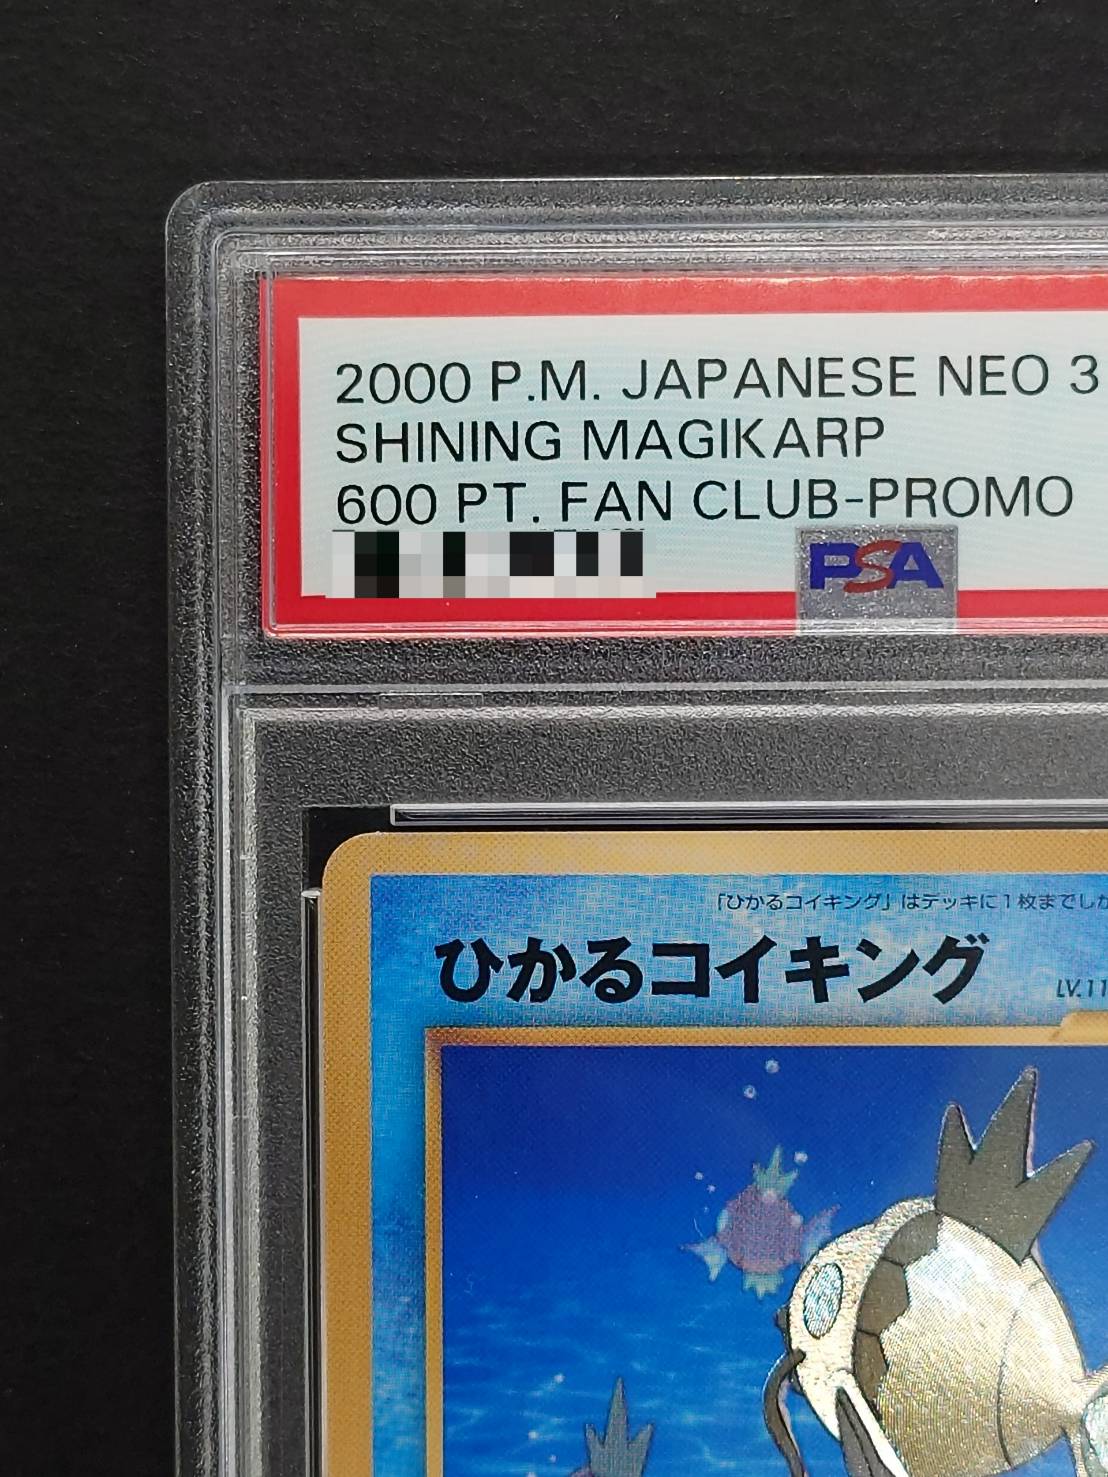 2000 P.M. JAPANESE NEO 3
SHINING MAGIKARP
600 PT. FAN CLUB-PROMO
PSA
「ひかるコイキング」はデッキに1枚までしか
ひかるコイキング
LV.11